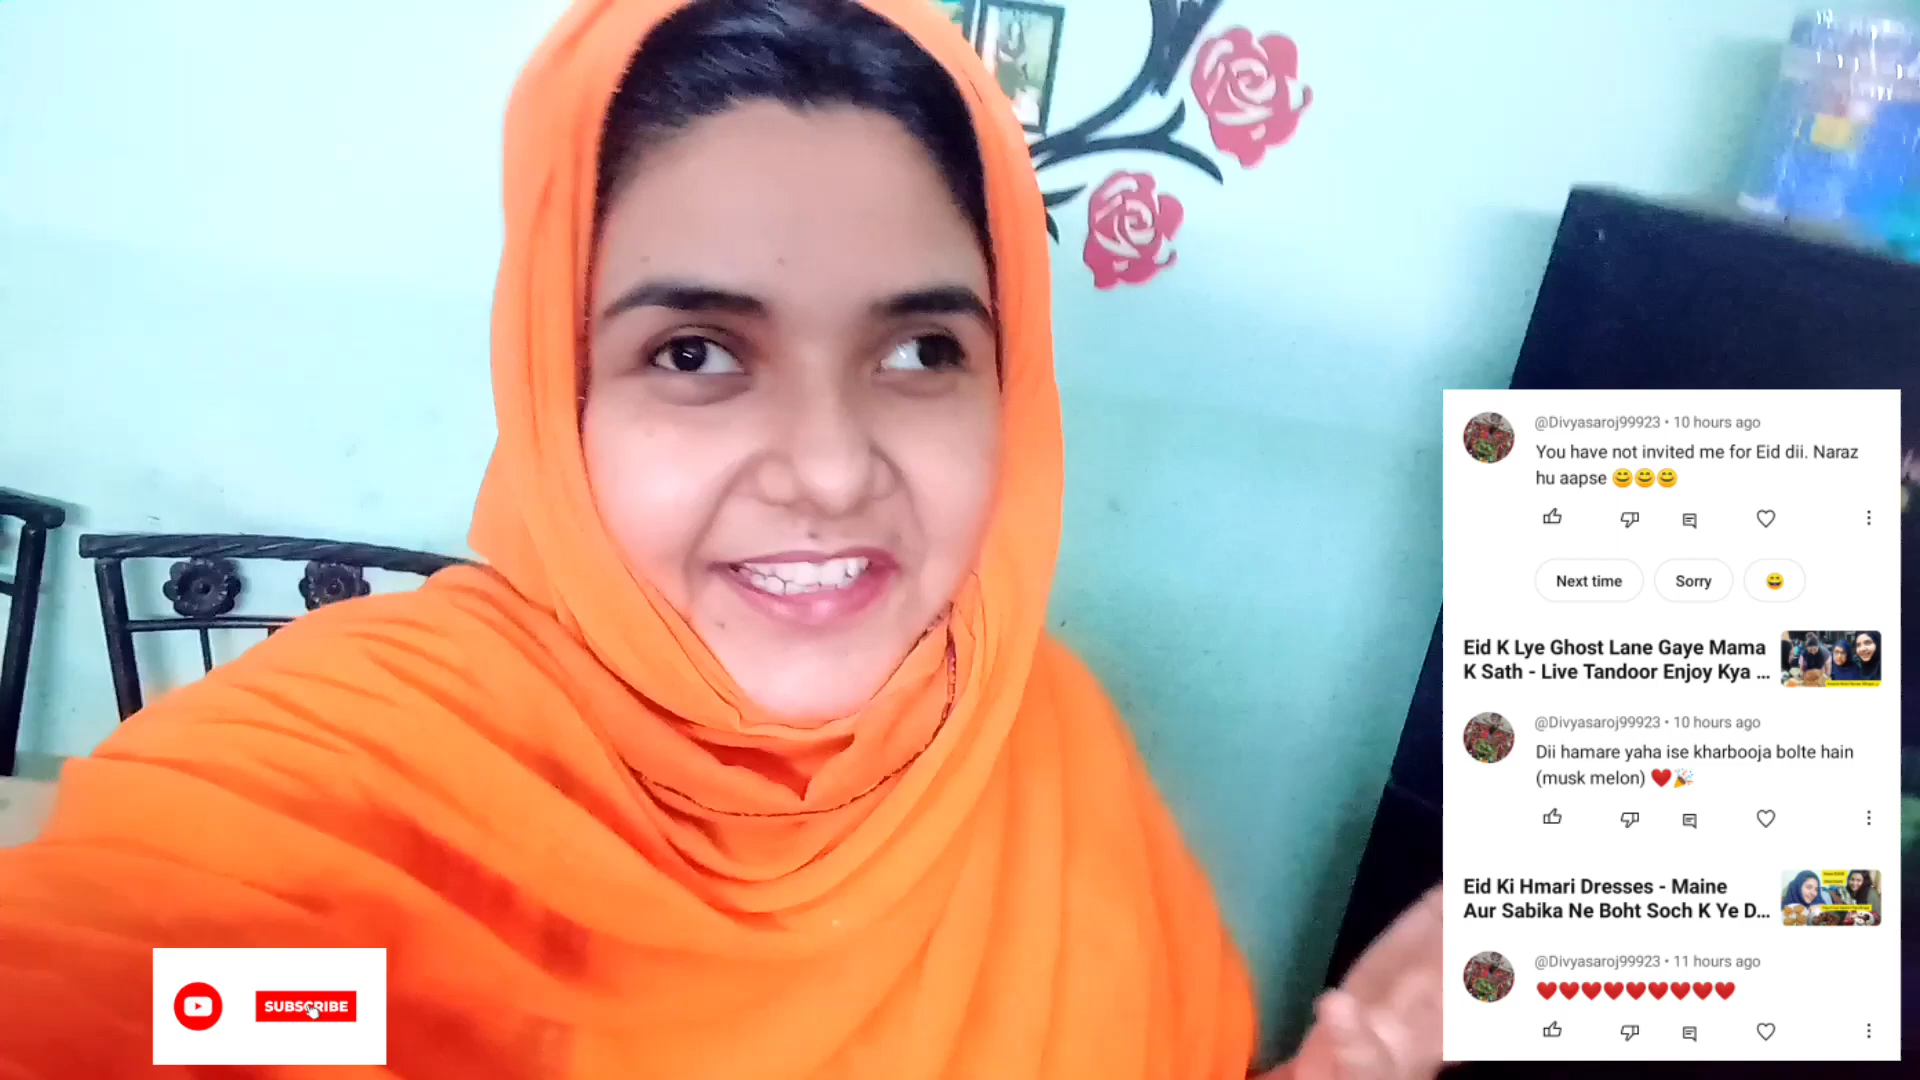 @Divyasaroj99923 • 10 hours ago
You have not invited me for Eid dii. Naraz
hu aapse 😊😊😊
Next time
Sorry
😄
Eid K Lye Ghost Lane Gaye Mama
K Sath - Live Tandoor Enjoy Kya ...
@Divyasaroj99923 • 10 hours ago
Dii hamare yaha ise kharbooja bolte hain
(musk melon) ❤️🎉
Eid Ki Hmari Dresses - Maine
Aur Sabika Ne Boht Soch K Ye D...
@Divyasaroj99923 • 11 hours ago
❤️❤️❤️❤️❤️❤️❤️❤️❤️
SUBSCRIBE